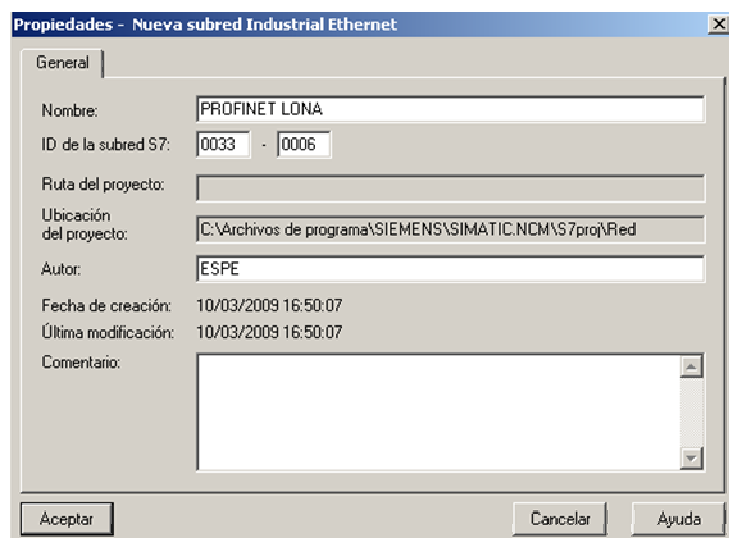 Propiedades - Nueva subred Industrial Ethernet
General
Nombre: PROFINET LONA
ID de la subred S7: 0033 - 0006
Ruta del proyecto:
Ubicación
del proyecto: C:\Archivos de programa\SIEMENS\SIMATIC.NCM\S7proj\Red
Autor: ESPE
Fecha de creación: 10/03/2009 16:50:07
Última modificación: 10/03/2009 16:50:07
Comentario:
Aceptar Cancelar Ayuda